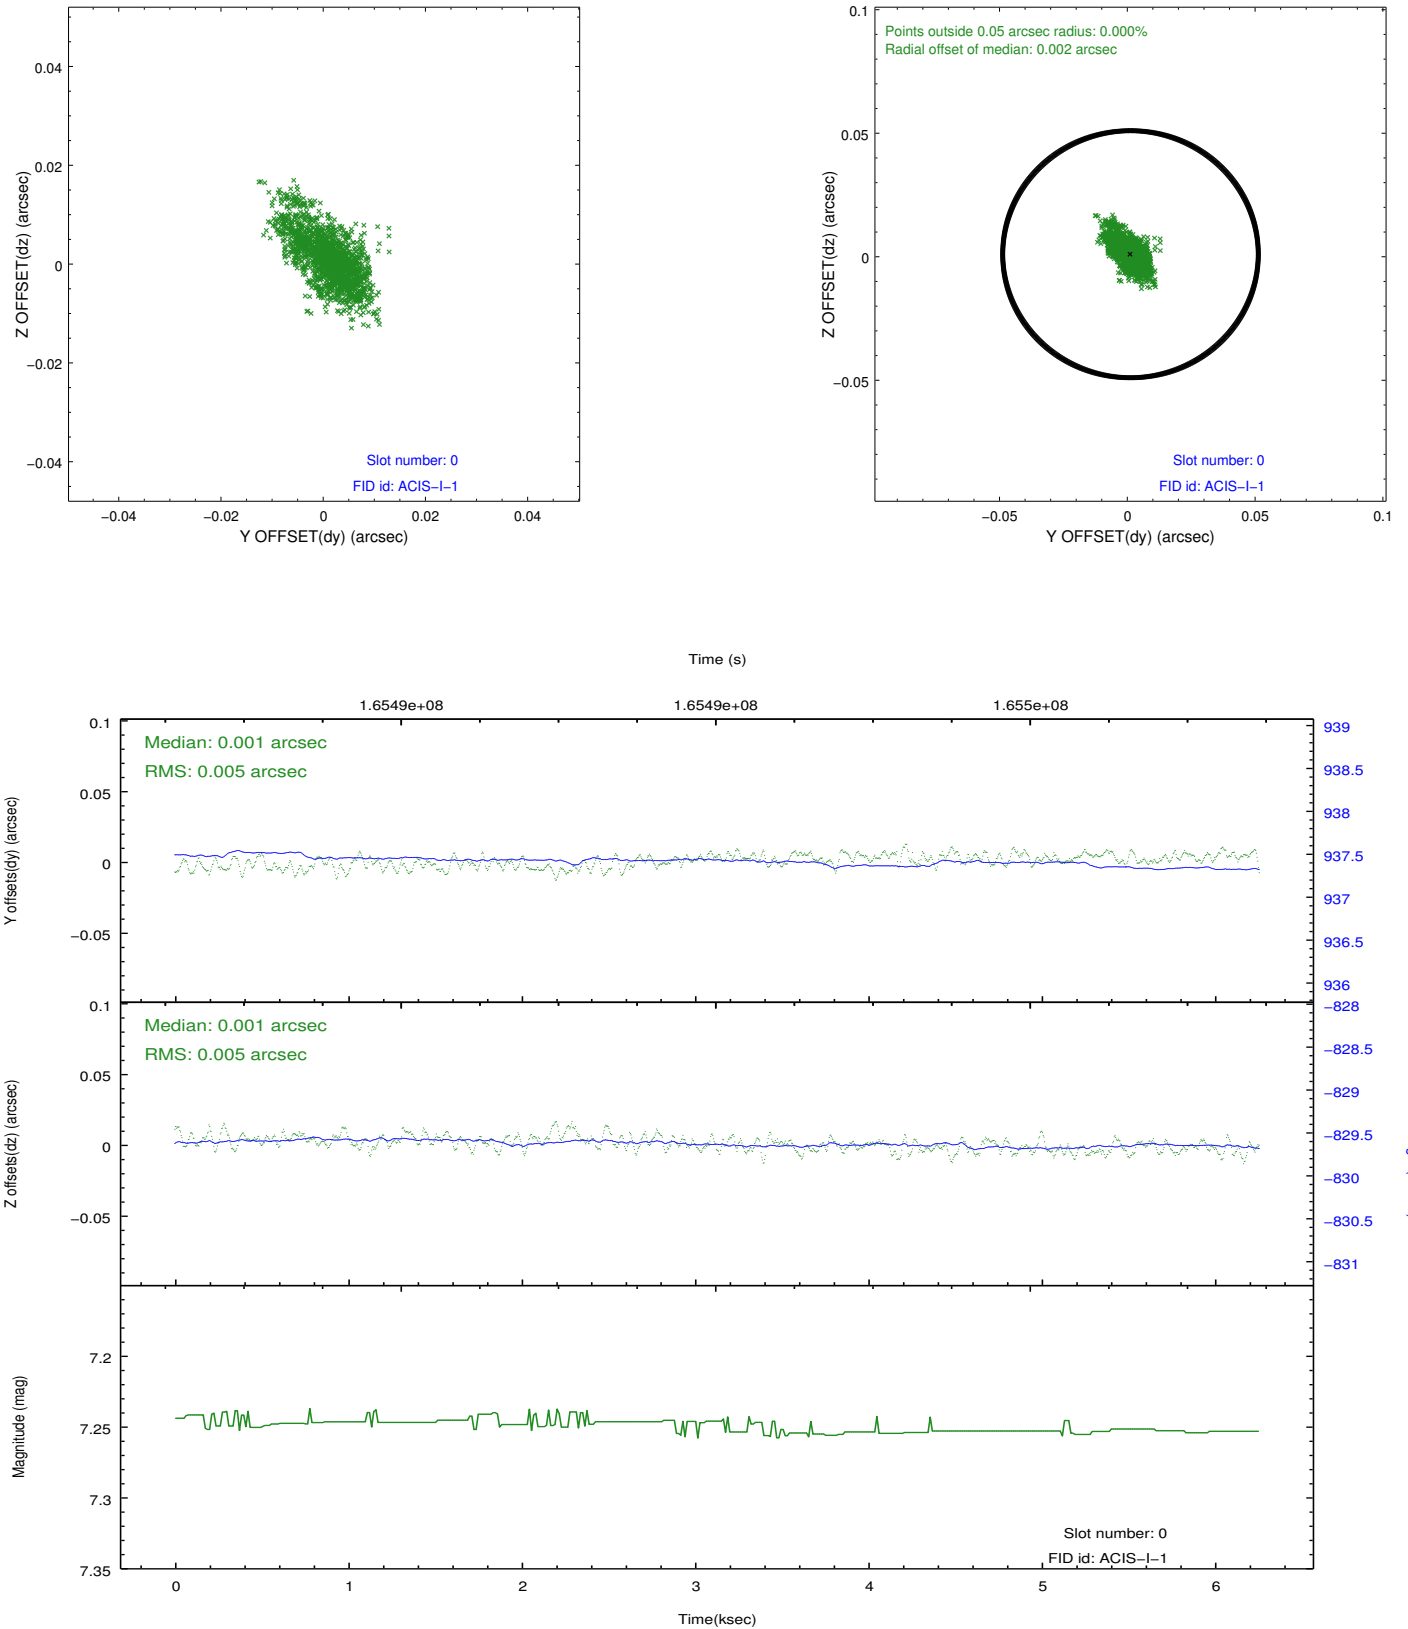 0.04
0.02
0
−0.02
−0.04
Z OFFSET(dz) (arcsec)
−0.04 −0.02 0 0.02 0.04
Y OFFSET(dy) (arcsec)
Slot number: 0
FID id: ACIS−I−1
Points outside 0.05 arcsec radius: 0.000%
Radial offset of median: 0.002 arcsec
0.1
0.05
0
−0.05
Z OFFSET(dz) (arcsec)
−0.05 0 0.05 0.1
Y OFFSET(dy) (arcsec)
Slot number: 0
FID id: ACIS−I−1
Time (s)
1.6549e+08 1.6549e+08 1.655e+08
Median: 0.001 arcsec
RMS: 0.005 arcsec
0.1
0.05
0
−0.05
Y offsets(dy) (arcsec)
939
938.5
938
937.5
937
936.5
936
Median: 0.001 arcsec
RMS: 0.005 arcsec
0.1
0.05
0
−0.05
Z offsets(dz) (arcsec)
−828
−828.5
−829
−829.5
−830
−830.5
−831
7.2
7.25
7.3
7.35
Magnitude (mag)
Slot number: 0
FID id: ACIS−I−1
0 1 2 3 4 5 6
Time(ksec)